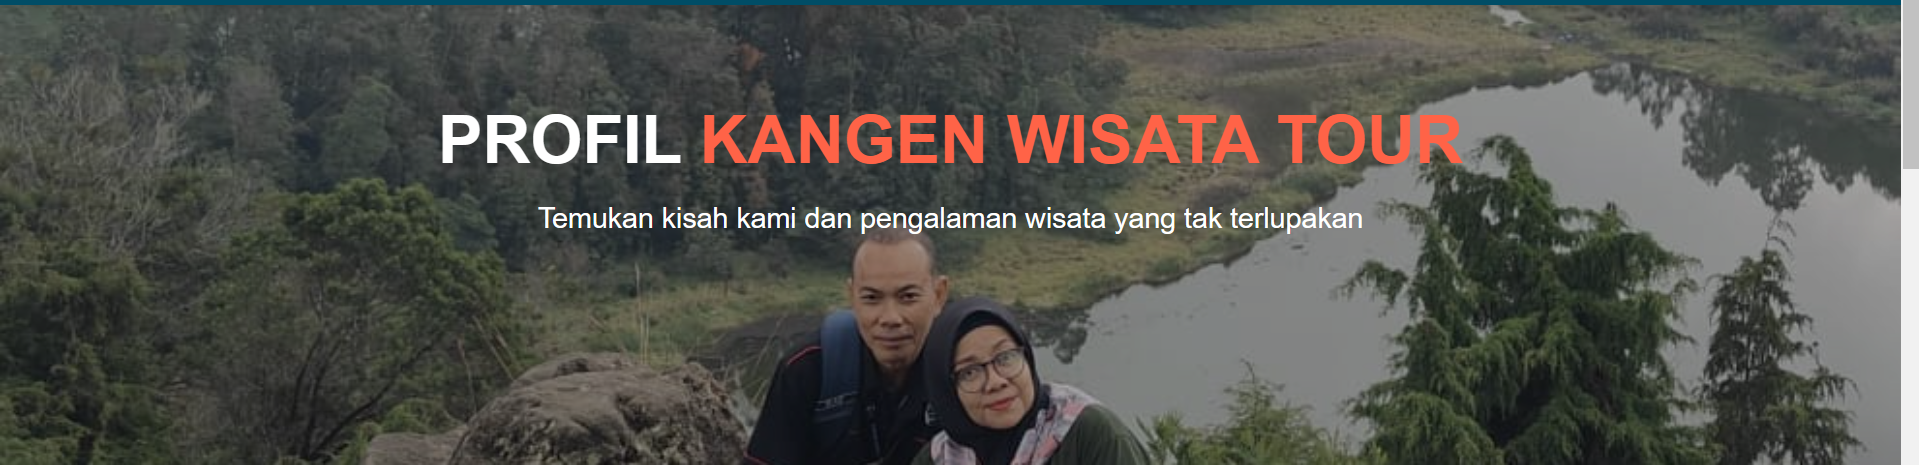 PROFIL KANGEN WISATA TOUR
Temukan kisah kami dan pengalaman wisata yang tak terlupakan